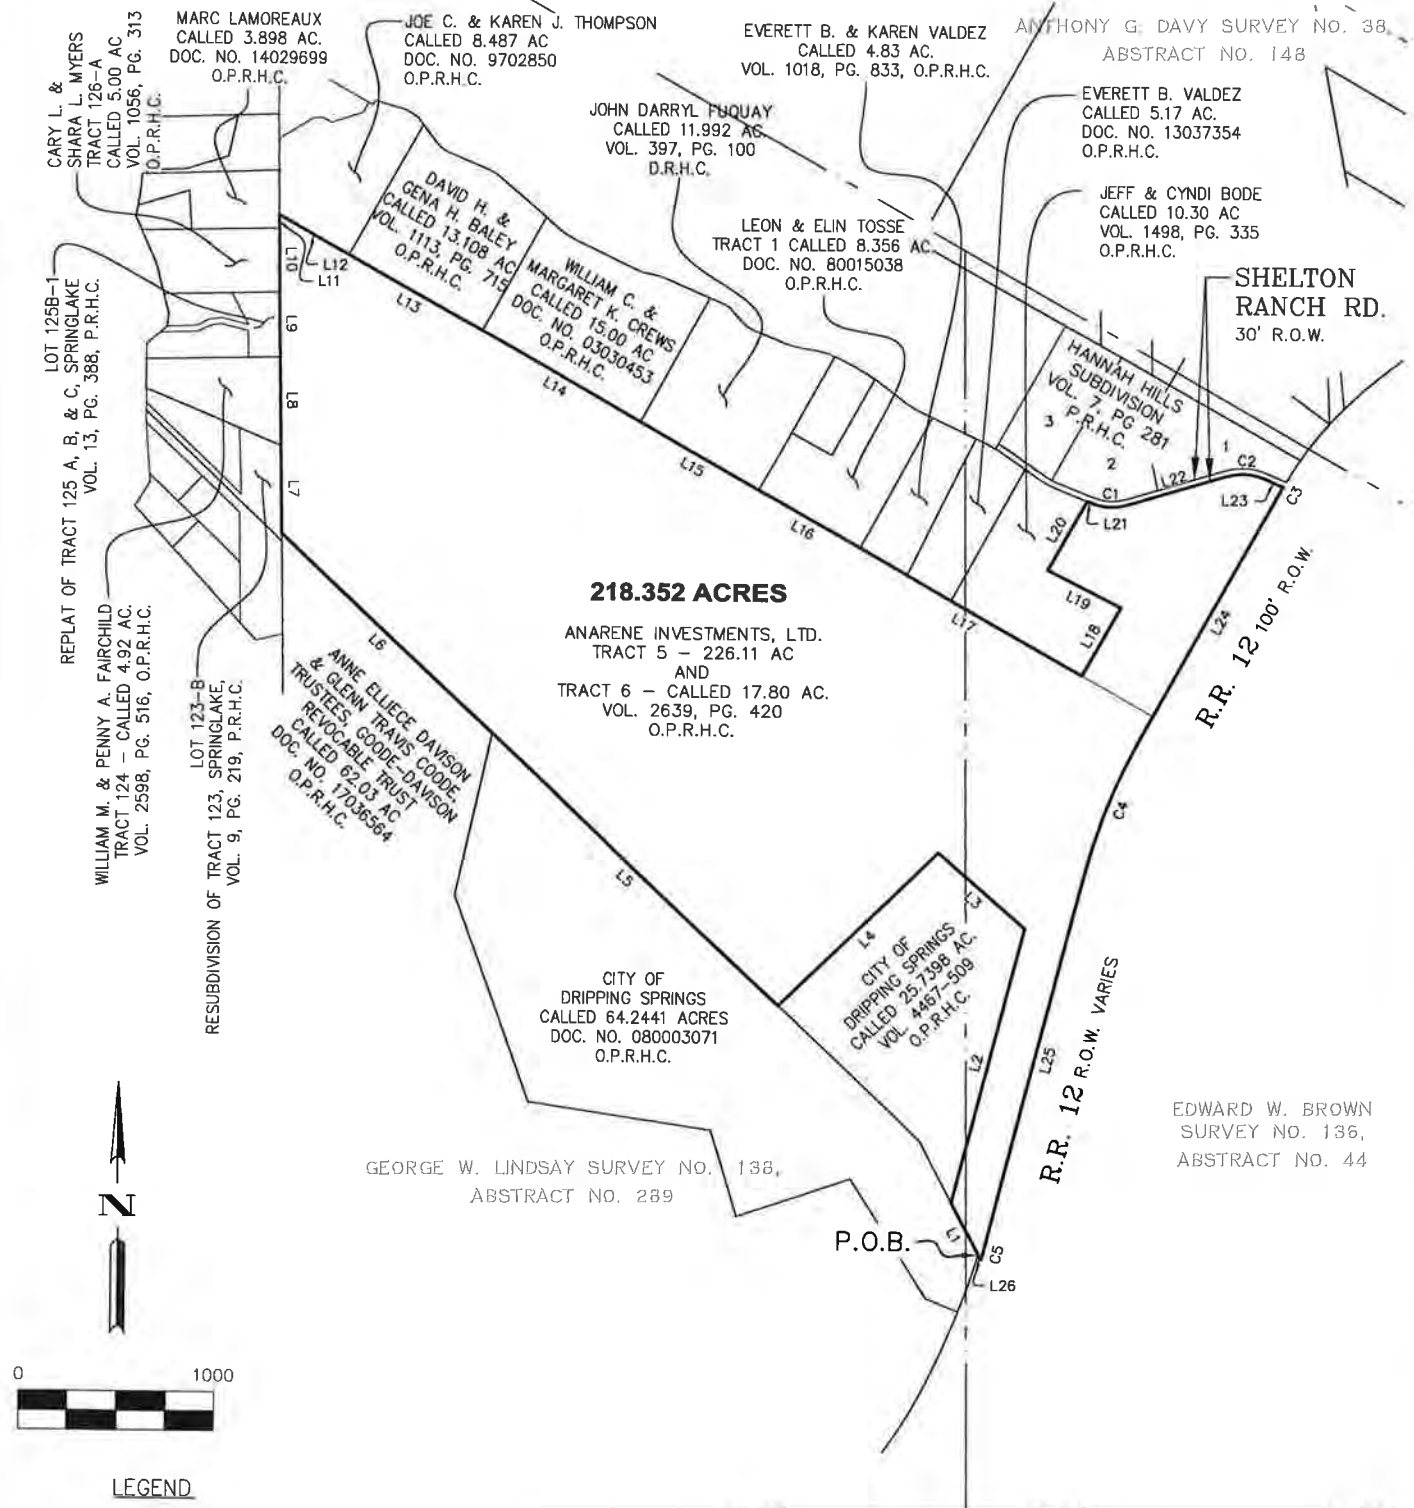 MARC LAMOREAUX
CALLED 3.898 AC.
DOC. NO. 14029699
O.P.R.H.C.
JOE C. & KAREN J. THOMPSON
CALLED 8.487 AC
DOC. NO. 9702850
O.P.R.H.C.
EVERETT B. & KAREN VALDEZ
CALLED 4.83 AC.
VOL. 1018, PG. 833, O.P.R.H.C.
ANTHONY G. DAVY SURVEY NO. 38,
ABSTRACT NO. 148
CARY L. &
SHARA L. MYERS
TRACT 126-A
CALLED 5.00 AC
VOL. 1056, PG. 313
O.P.R.H.C.
JOHN DARRYL FUQUAY
CALLED 11.992 AC.
VOL. 397, PG. 100
D.R.H.C.
EVERETT B. VALDEZ
CALLED 5.17 AC.
DOC. NO. 13037354
O.P.R.H.C.
DAVID H. &
GENA H. BALEY
CALLED 13.108 AC
VOL. 1113, PG. 715
O.P.R.H.C.
LEON & ELIN TOSSE
TRACT 1 CALLED 8.356 AC.
DOC. NO. 80015038
O.P.R.H.C.
JEFF & CYNDI BODE
CALLED 10.30 AC
VOL. 1498, PG. 335
O.P.R.H.C.
SHELTON
RANCH RD.
30' R.O.W.
WILLIAM C. &
MARGARET K. CREWS
CALLED 15.00 AC
DOC. NO. 03030453
O.P.R.H.C.
HANNAH HILLS
SUBDIVISION
VOL. 7, PG 281
P.R.H.C.
3
2
1
LOT 125B-1
REPLAT OF TRACT 125 A, B, & C, SPRINGLAKE
VOL. 13, PG. 388, P.R.H.C.
L10
L12
L11
L9
L8
L7
L13
L14
L15
L16
L17
L18
L19
L20
L21
C1
L22
C2
L23
C3
L24
R.R. 12 100' R.O.W.
218.352 ACRES
ANARENE INVESTMENTS, LTD.
TRACT 5 - 226.11 AC
AND
TRACT 6 - CALLED 17.80 AC.
VOL. 2639, PG. 420
O.P.R.H.C.
WILLIAM M. & PENNY A. FAIRCHILD
TRACT 124 - CALLED 4.92 AC.
VOL. 2598, PG. 516, O.P.R.H.C.
LOT 123-B
RESUBDIVISION OF TRACT 123, SPRINGLAKE,
VOL. 9, PG. 219, P.R.H.C.
L6
ANNE ELLIECE DAVISON
& GLENN TRAVIS COODE,
TRUSTEES, GOODE-DAVISON
REVOCABLE TRUST
CALLED 62.03 AC
DOC. NO. 17036564
O.P.R.H.C.
C4
L5
L3
L4
CITY OF
DRIPPING SPRINGS
CALLED 25.7398 AC.
VOL. 4467-509
O.P.R.H.C.
CITY OF
DRIPPING SPRINGS
CALLED 64.2441 ACRES
DOC. NO. 080003071
O.P.R.H.C.
L2
L25
R.R. 12 R.O.W. VARIES
EDWARD W. BROWN
SURVEY NO. 136,
ABSTRACT NO. 44
GEORGE W. LINDSAY SURVEY NO. 138,
ABSTRACT NO. 289
N
P.O.B.
L1
C5
L26
0 1000
LEGEND